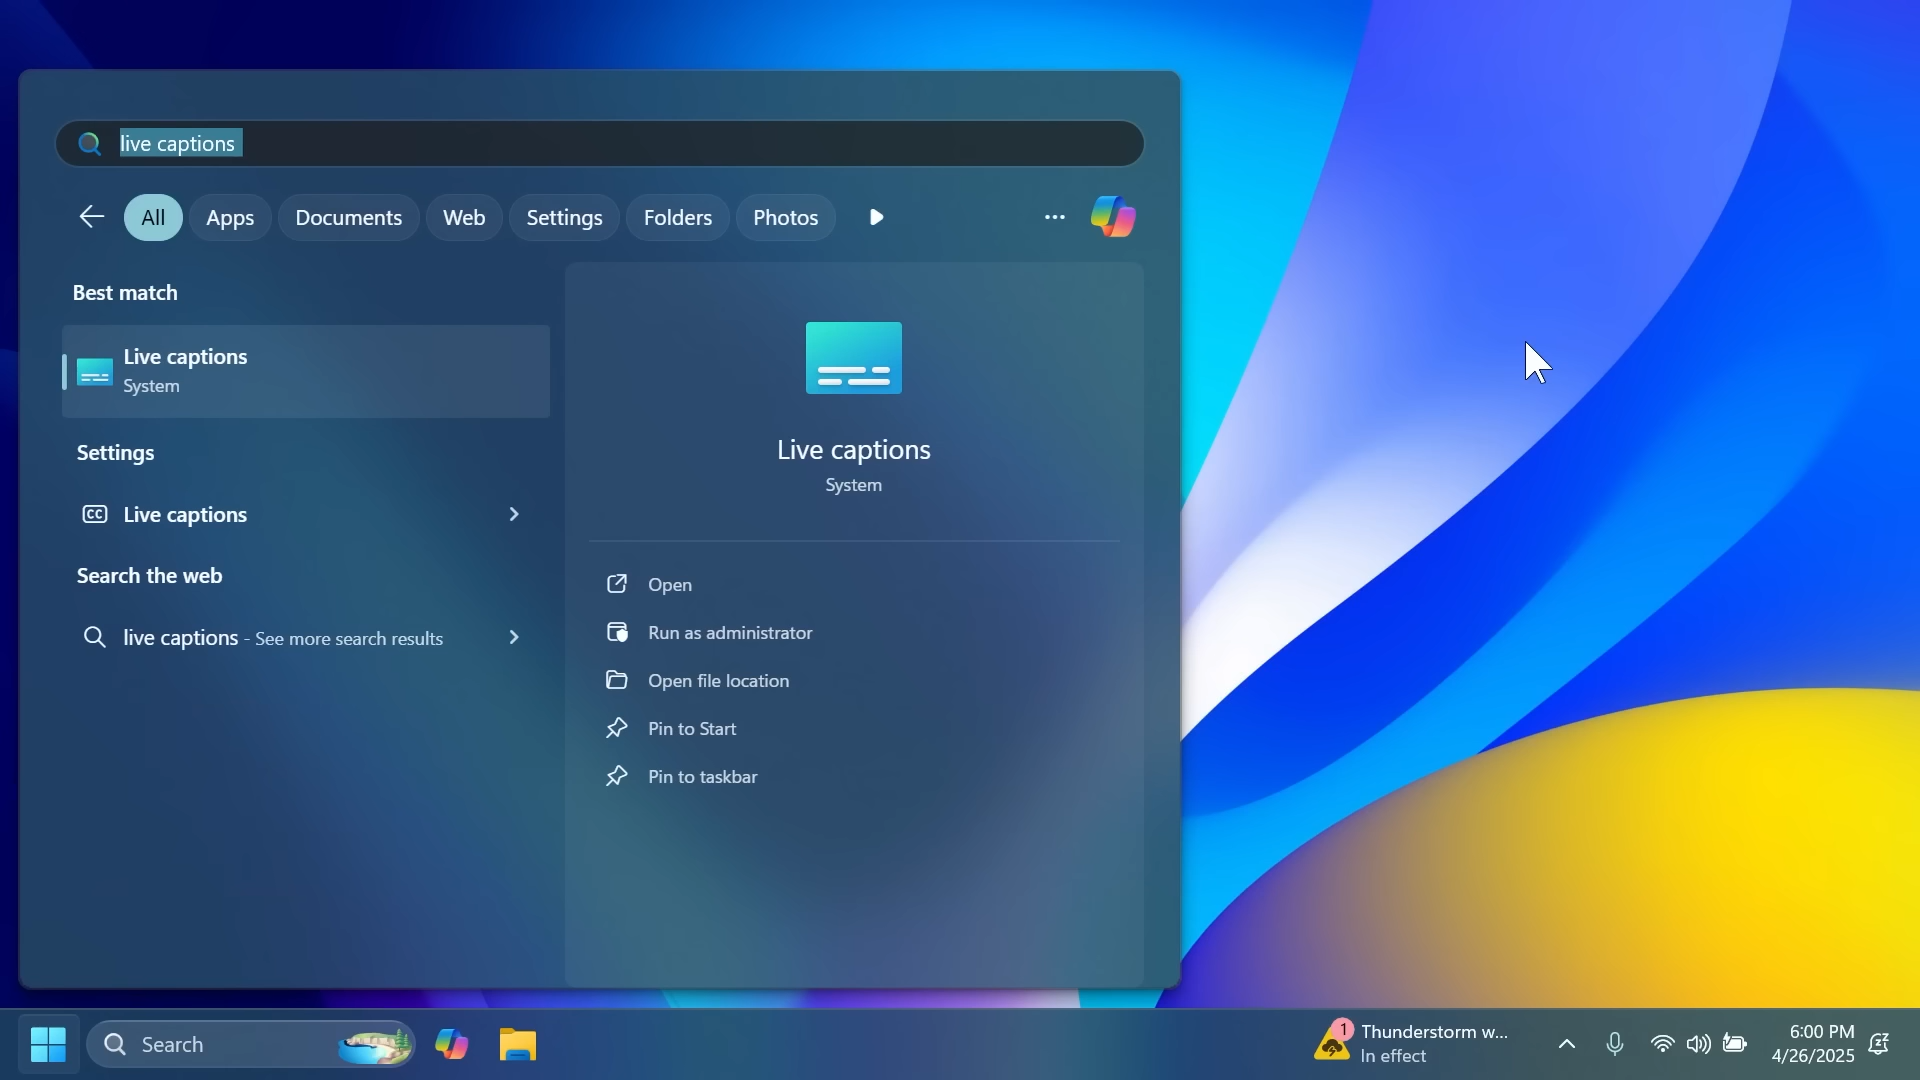 live captions
All
Apps
Documents
Web
Settings
Folders
Photos
Best match
Live captions
System
Settings
CC Live captions
Search the web
live captions - See more search results
Live captions
System
Open
Run as administrator
Open file location
Pin to Start
Pin to taskbar
Search
1
Thunderstorm w...
In effect
6:00 PM
4/26/2025